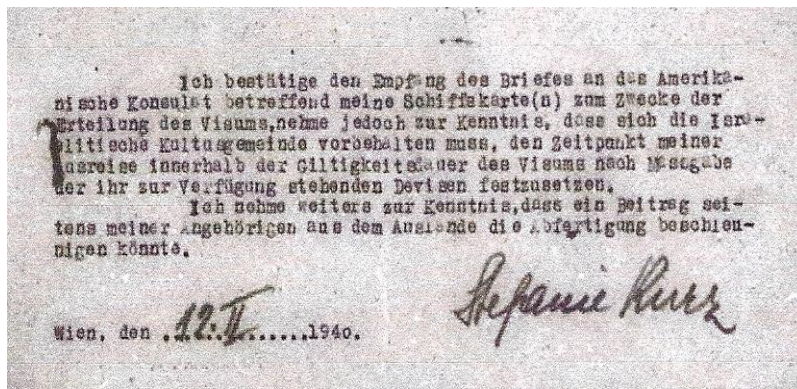 Ich bestätige den Empfang des Briefes an das Amerika-
nische Konsulat betreffend meine Schiffskarte(n) zum Zwecke der
Erteilung des Visums,nehme jedoch zur Kenntnis, dass sich die Isra-
elitische Kultusgemeinde vorbehalten muss, den Zeitpunkt meiner
Ausreise innerhalb der Giltigkeitsdauer des Visums nach Massgabe
der ihr zur Verfügung stehenden Devisen festzusetzen.
Ich nehme weiters zur Kenntnis,dass ein Beitrag sei-
tens meiner Angehörigen aus dem Auslande die Abfertigung beschleu-
nigen könnte.
Stefanie Kurz
Wien, den .12.II.......1940.